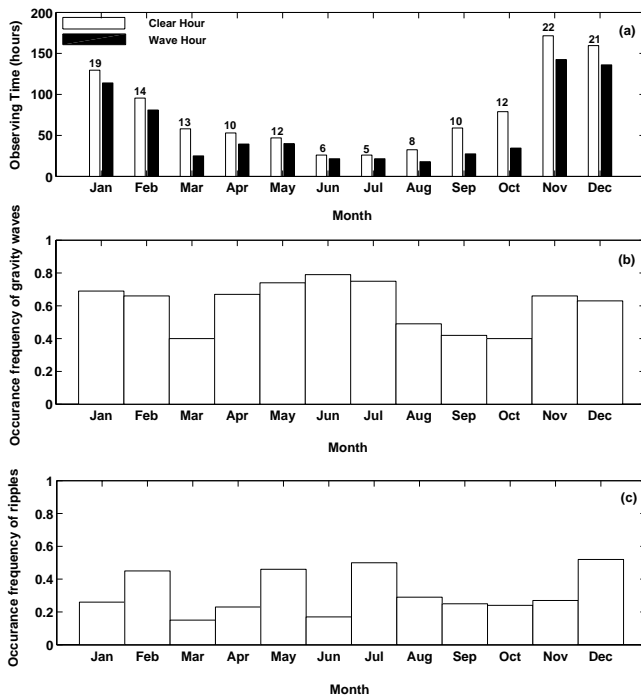 200
Clear Hour
(a)
Wave Hour
22
21
150
19
14
100
13
10
12
10
12
50
6
5
8
0
Observing Time (hours)
Jan Feb Mar Apr May Jun Jul Aug Sep Oct Nov Dec
Month
1
(b)
0.8
0.6
0.4
0.2
0
Occurance frequency of gravity waves
Jan Feb Mar Apr May Jun Jul Aug Sep Oct Nov Dec
Month
1
(c)
0.8
0.6
0.4
0.2
0
Occurance frequency of ripples
Jan Feb Mar Apr May Jun Jul Aug Sep Oct Nov Dec
Month